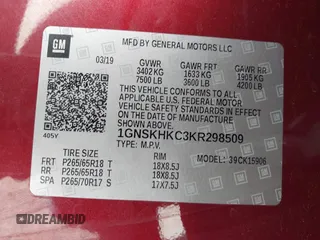 GM
MFD BY GENERAL MOTORS LLC
03/19
GVWR GAWR FRT GAWR RR
3402 KG 1633 KG 1905 KG
7500 LB 3600 LB 4200 LB
THIS VEHICLE CONFORMS TO ALL
APPLICABLE U.S. FEDERAL MOTOR
VEHICLE SAFETY STANDARDS IN
EFFECT ON THE DATE OF
MANUFACTURE SHOWN ABOVE.
1GNSKHKC3KR298509
TYPE: M.P.V. MODEL: 39CK15906
405Y
TIRE SIZE RIM
FRT P265/65R18 T 18X8.5J
RR P265/65R18 T 18X8.5J
SPA P265/70R17 S 17X7.5J
DREAMBID